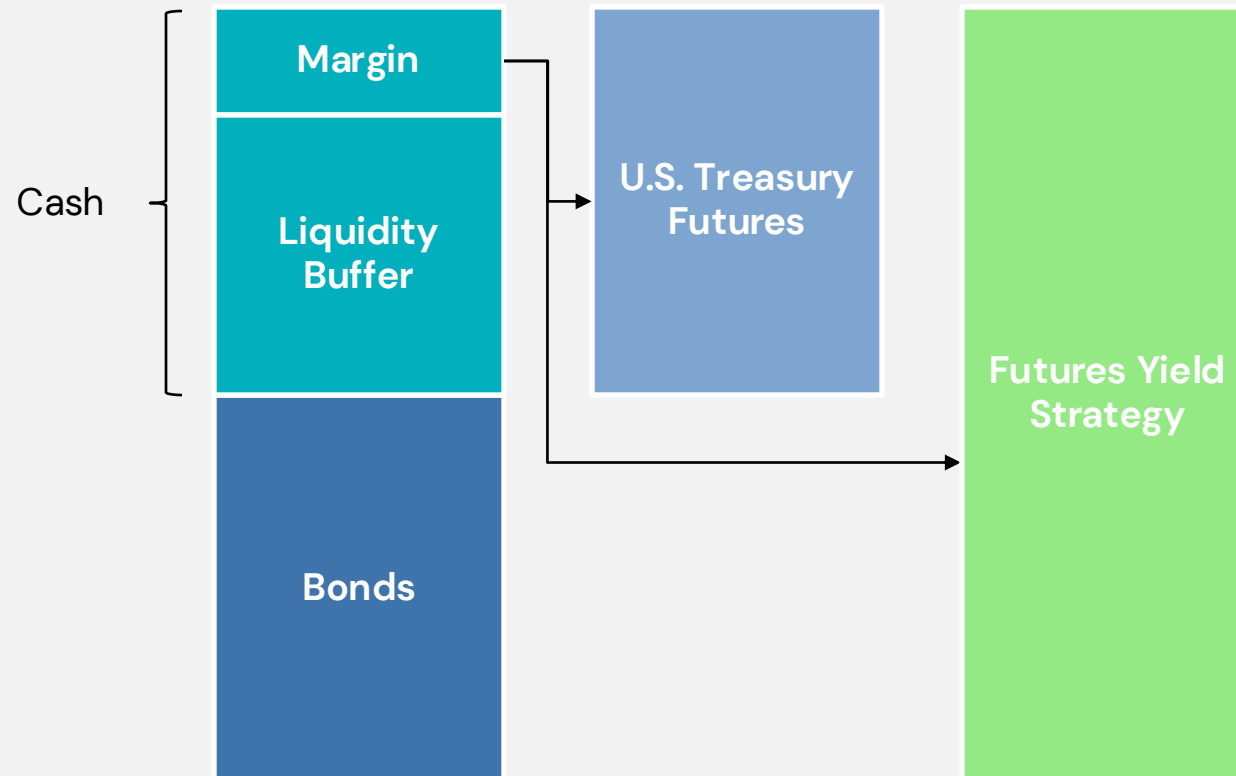 Cash
Margin
Liquidity
Buffer
Bonds
U.S. Treasury
Futures
Futures Yield
Strategy